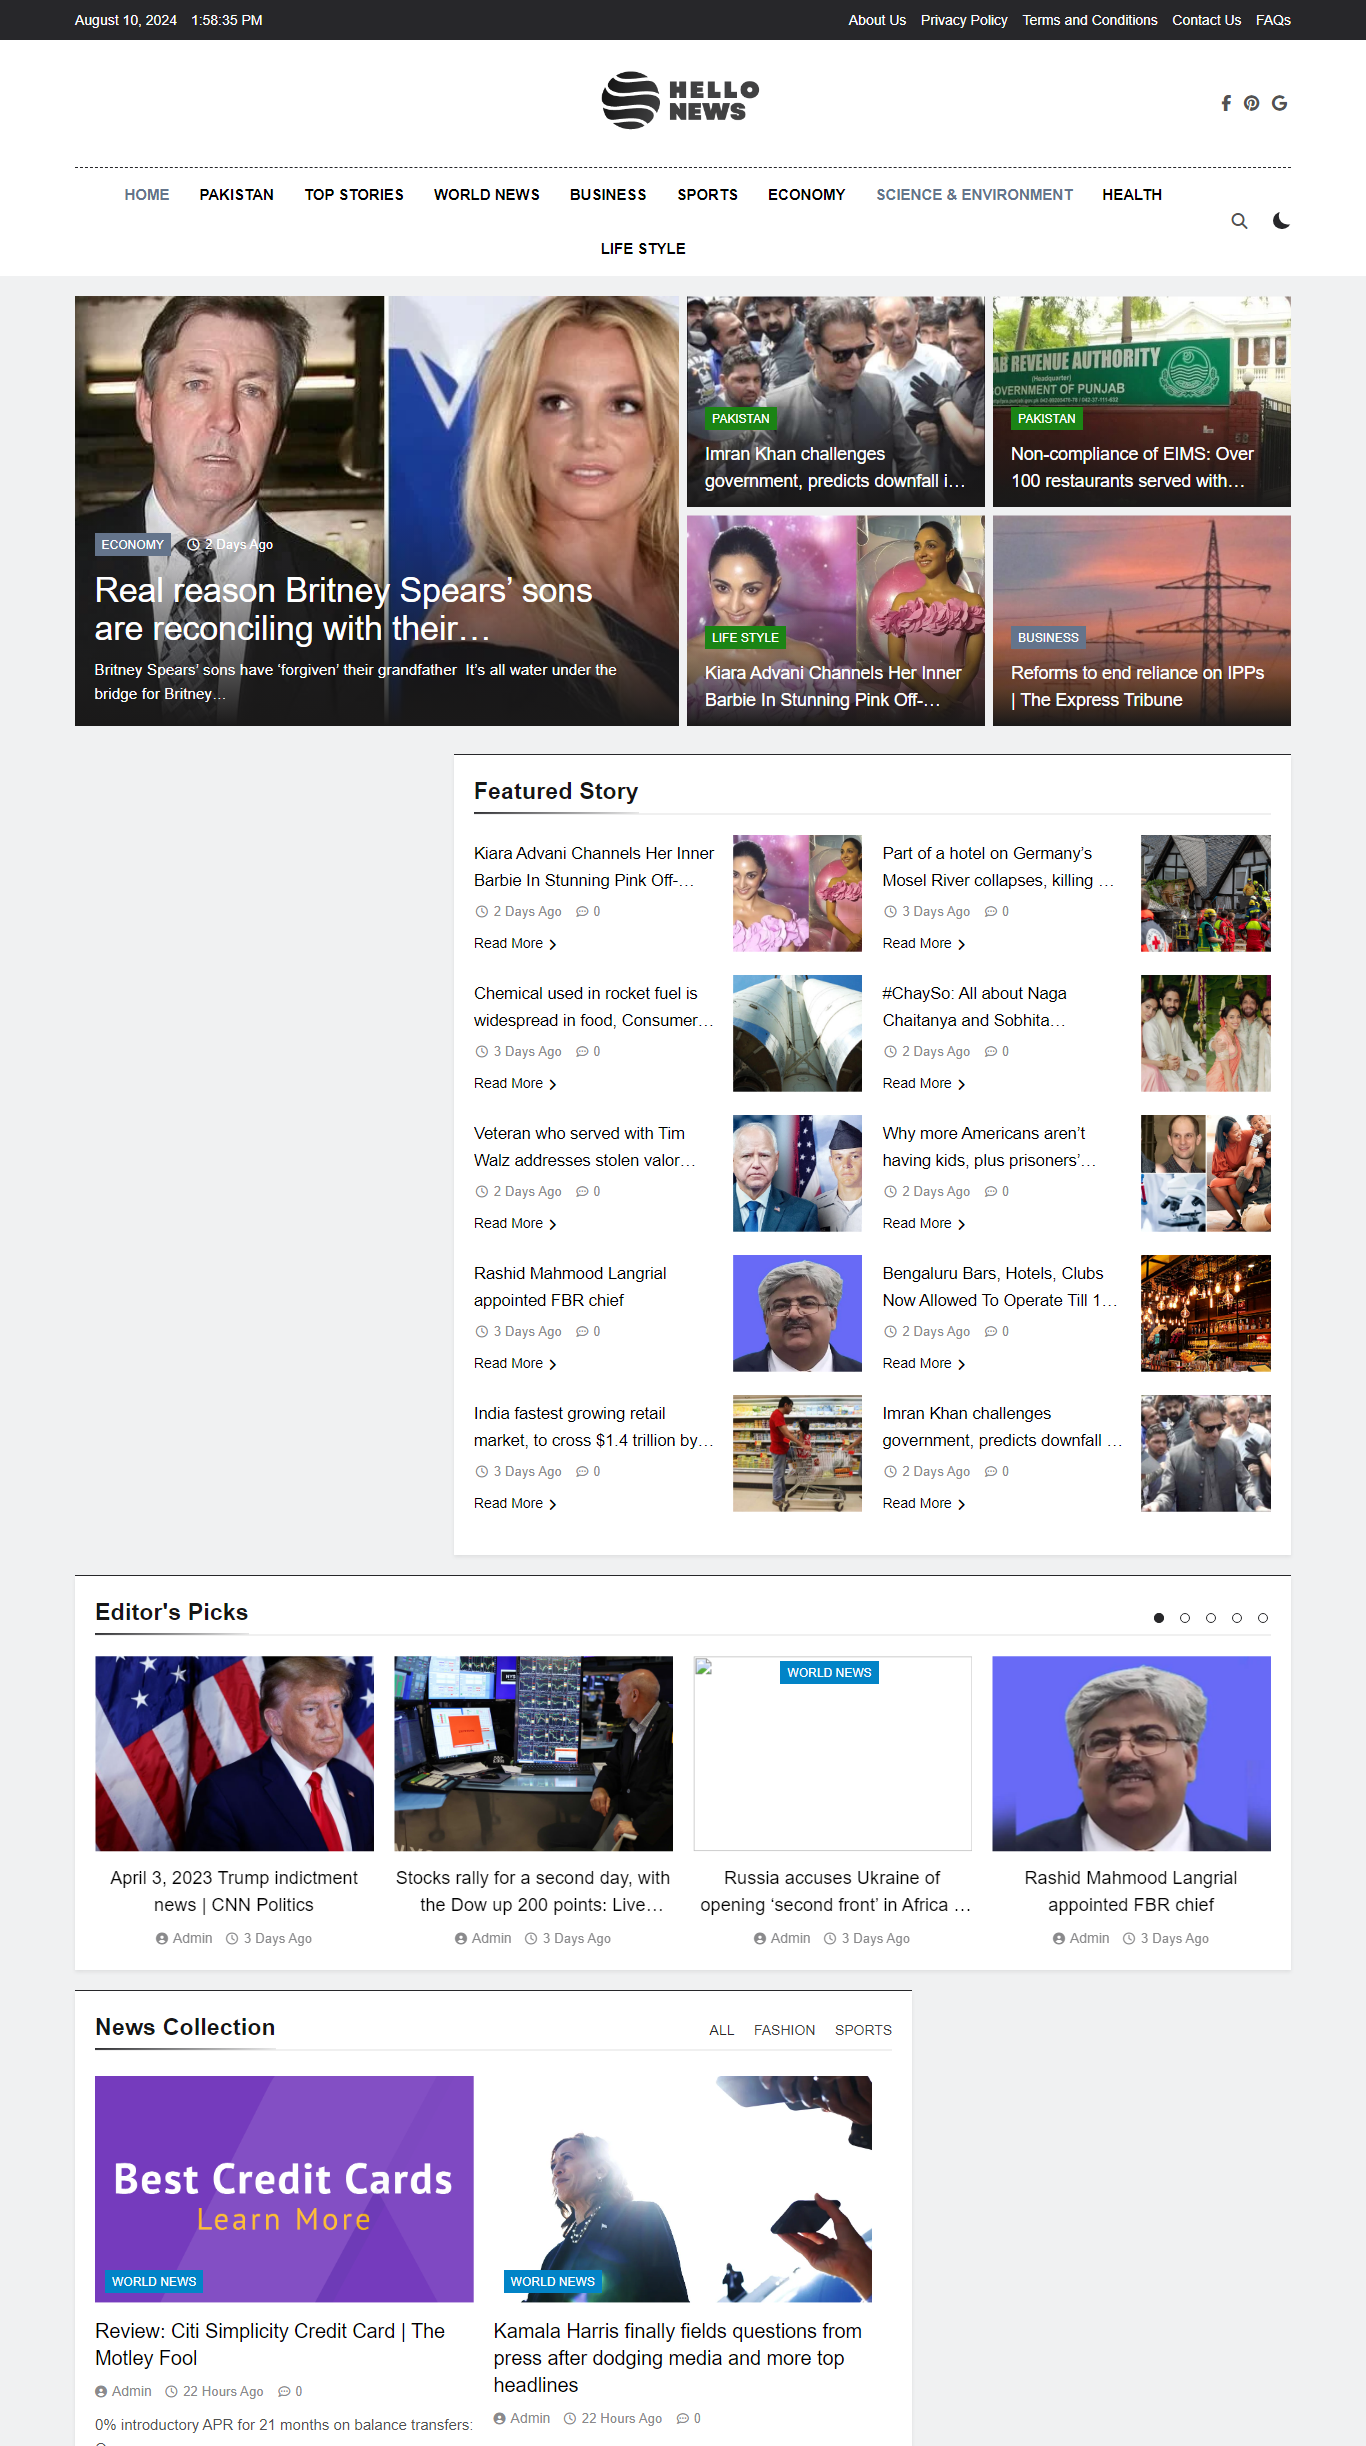 August 10, 2024 1:58:35 PM
About Us Privacy Policy Terms and Conditions Contact Us FAQs
HELLO
NEWS
HOME PAKISTAN TOP STORIES WORLD NEWS BUSINESS SPORTS ECONOMY SCIENCE & ENVIRONMENT HEALTH
LIFE STYLE
ECONOMY 2 Days Ago
Real reason Britney Spears’ sons
are reconciling with their…
Britney Spears’ sons have ‘forgiven’ their grandfather It’s all water under the
bridge for Britney…
PAKISTAN
Imran Khan challenges
government, predicts downfall i…
AB REVENUE AUTHORITY
(Headquarter)
OVERNMENT OF PUNJAB
PAKISTAN
Non-compliance of EIMS: Over
100 restaurants served with…
LIFE STYLE
Kiara Advani Channels Her Inner
Barbie In Stunning Pink Off-…
BUSINESS
Reforms to end reliance on IPPs
| The Express Tribune
Featured Story
Kiara Advani Channels Her Inner
Barbie In Stunning Pink Off-…
2 Days Ago 0
Read More
Part of a hotel on Germany’s
Mosel River collapses, killing …
3 Days Ago 0
Read More
Chemical used in rocket fuel is
widespread in food, Consumer…
3 Days Ago 0
Read More
#ChaySo: All about Naga
Chaitanya and Sobhita…
2 Days Ago 0
Read More
Veteran who served with Tim
Walz addresses stolen valor…
2 Days Ago 0
Read More
Why more Americans aren’t
having kids, plus prisoners’…
2 Days Ago 0
Read More
Rashid Mahmood Langrial
appointed FBR chief
3 Days Ago 0
Read More
Bengaluru Bars, Hotels, Clubs
Now Allowed To Operate Till 1…
2 Days Ago 0
Read More
India fastest growing retail
market, to cross $1.4 trillion by…
3 Days Ago 0
Read More
Imran Khan challenges
government, predicts downfall …
2 Days Ago 0
Read More
Editor's Picks
April 3, 2023 Trump indictment
news | CNN Politics
Admin 3 Days Ago
Stocks rally for a second day, with
the Dow up 200 points: Live…
Admin 3 Days Ago
WORLD NEWS
Russia accuses Ukraine of
opening ‘second front’ in Africa …
Admin 3 Days Ago
Rashid Mahmood Langrial
appointed FBR chief
Admin 3 Days Ago
News Collection
ALL FASHION SPORTS
Best Credit Cards
Learn More
WORLD NEWS
Review: Citi Simplicity Credit Card | The
Motley Fool
Admin 22 Hours Ago 0
0% introductory APR for 21 months on balance transfers:
WORLD NEWS
Kamala Harris finally fields questions from
press after dodging media and more top
headlines
Admin 22 Hours Ago 0